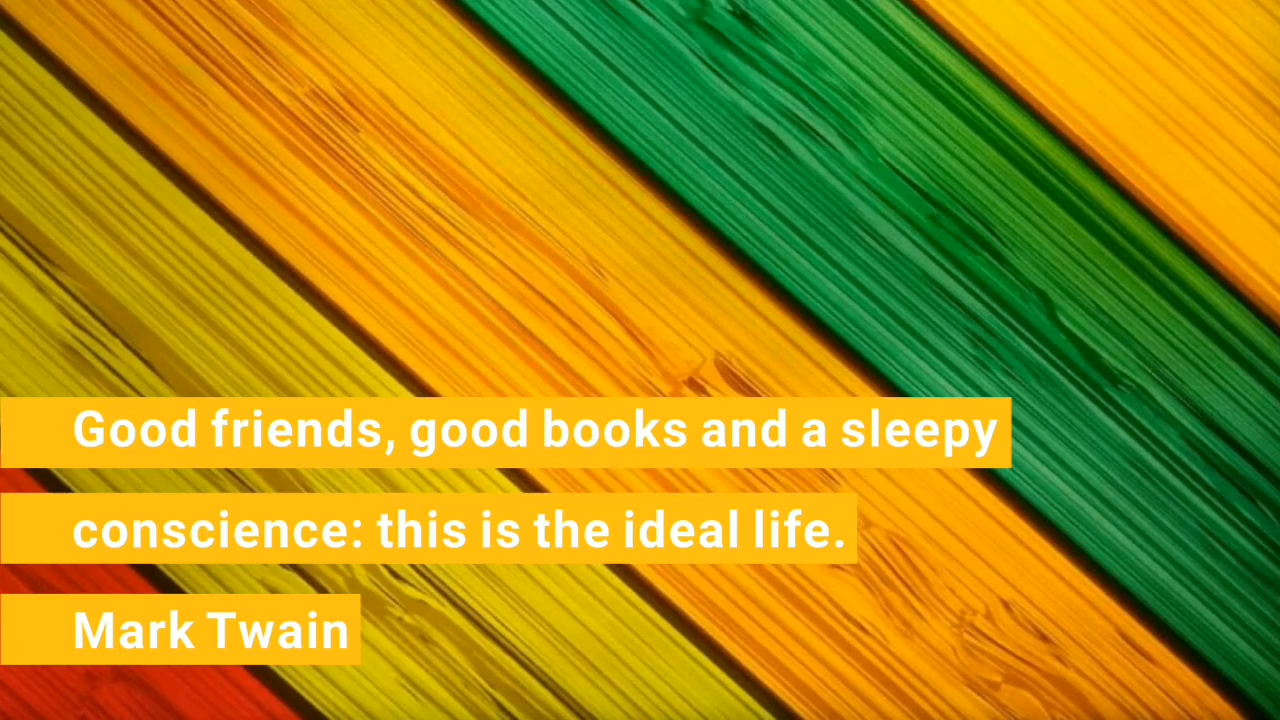 Good friends, good books and a sleepy
conscience: this is the ideal life.
Mark Twain